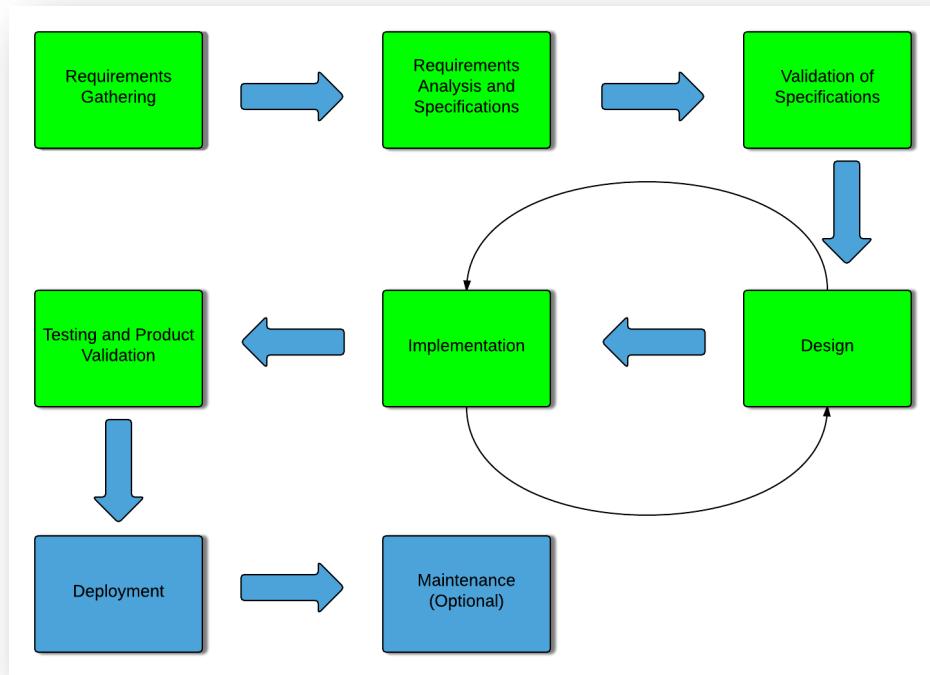 Requirements
Gathering
Requirements
Analysis and
Specifications
Validation of
Specifications
Testing and Product
Validation
Implementation
Design
Deployment
Maintenance
(Optional)